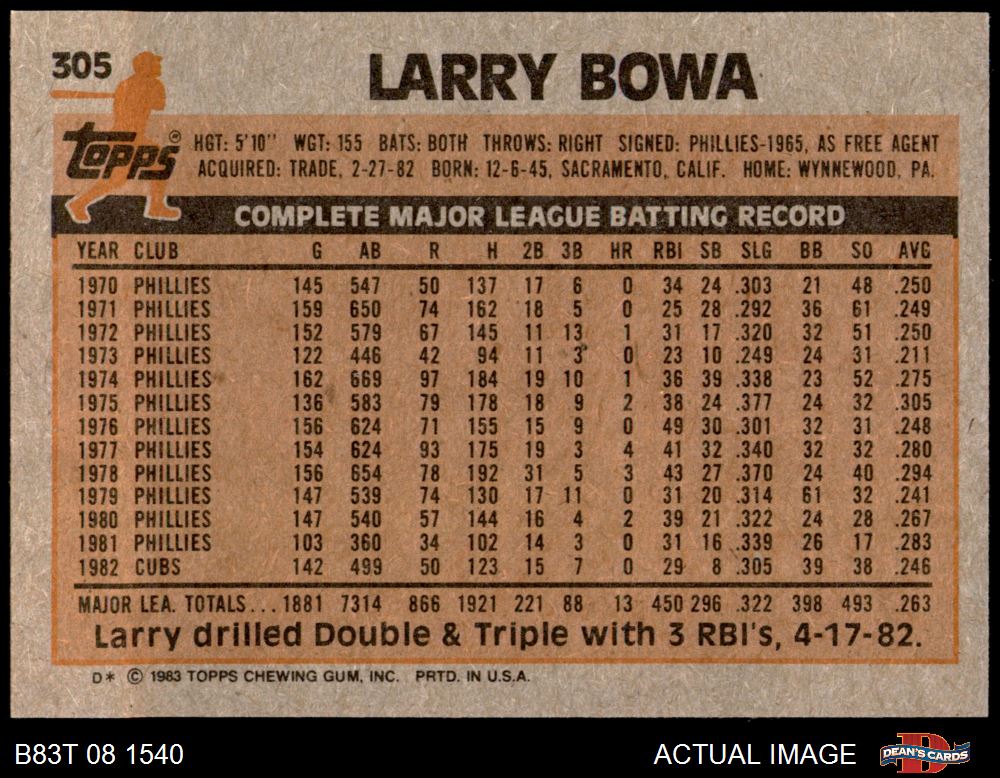 305
LARRY BOWA
topps®
HGT: 5'10" WGT: 155 BATS: BOTH THROWS: RIGHT SIGNED: PHILLIES-1965, AS FREE AGENT
ACQUIRED: TRADE, 2-27-82 BORN: 12-6-45, SACRAMENTO, CALIF. HOME: WYNNEWOOD, PA.
COMPLETE MAJOR LEAGUE BATTING RECORD
YEAR CLUB G AB R H 2B 3B HR RBI SB SLG BB SO AVG
1970 PHILLIES 145 547 50 137 17 6 0 34 24 .303 21 48 .250
1971 PHILLIES 159 650 74 162 18 5 0 25 28 .292 36 61 .249
1972 PHILLIES 152 579 67 145 11 13 1 31 17 .320 32 51 .250
1973 PHILLIES 122 446 42 94 11 3 0 23 10 .249 24 31 .211
1974 PHILLIES 162 669 97 184 19 10 1 36 39 .338 23 52 .275
1975 PHILLIES 136 583 79 178 18 9 2 38 24 .377 24 32 .305
1976 PHILLIES 156 624 71 155 15 9 0 49 30 .301 32 31 .248
1977 PHILLIES 154 624 93 175 19 3 4 41 32 .340 32 32 .280
1978 PHILLIES 156 654 78 192 31 5 3 43 27 .370 24 40 .294
1979 PHILLIES 147 539 74 130 17 11 0 31 20 .314 61 32 .241
1980 PHILLIES 147 540 57 144 16 4 2 39 21 .322 24 28 .267
1981 PHILLIES 103 360 34 102 14 3 0 31 16 .339 26 17 .283
1982 CUBS 142 499 50 123 15 7 0 29 8 .305 39 38 .246
MAJOR LEA. TOTALS... 1881 7314 866 1921 221 88 13 450 296 .322 398 493 .263
Larry drilled Double & Triple with 3 RBI's, 4-17-82.
D* © 1983 TOPPS CHEWING GUM, INC. PRTD. IN U.S.A.
B83T 08 1540 ACTUAL IMAGE
D
DEAN'S CARDS